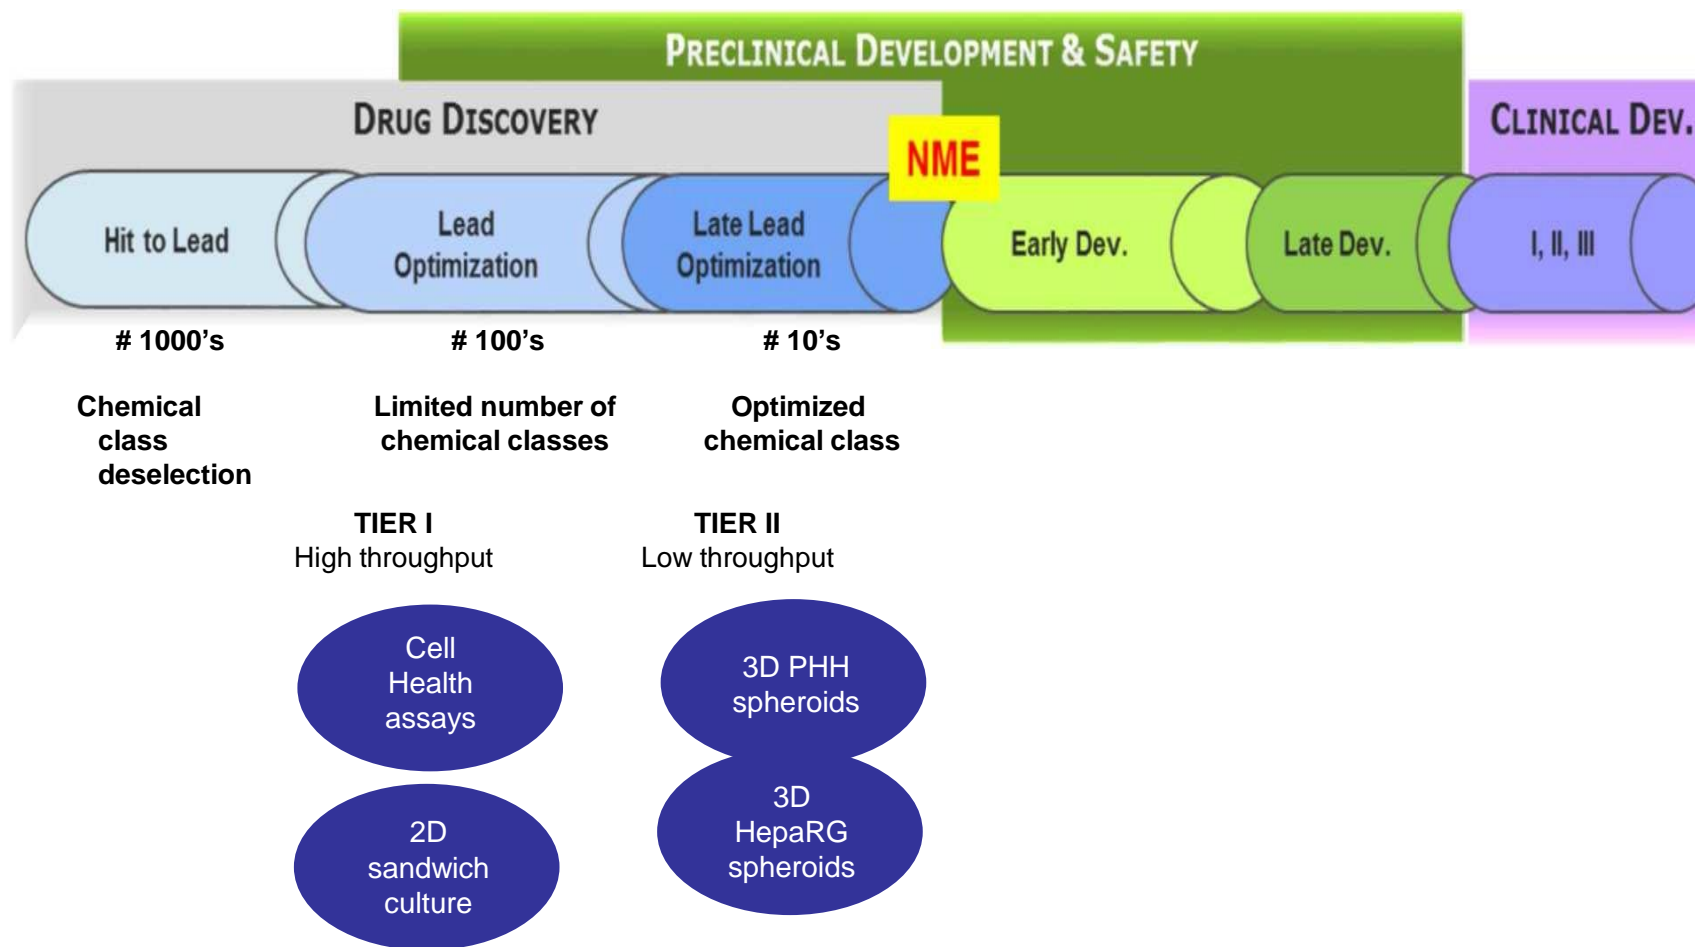 PRECLINICAL DEVELOPMENT & SAFETY
DRUG DISCOVERY
CLINICAL DEV.
NME
Hit to Lead
Lead
Optimization
Late Lead
Optimization
Early Dev.
Late Dev.
I, II, III
# 1000's
# 100's
# 10's
Chemical
class
deselection
Limited number of
chemical classes
Optimized
chemical class
TIER I
High throughput
TIER II
Low throughput
Cell
Health
assays
3D PHH
spheroids
2D
sandwich
culture
3D
HepaRG
spheroids